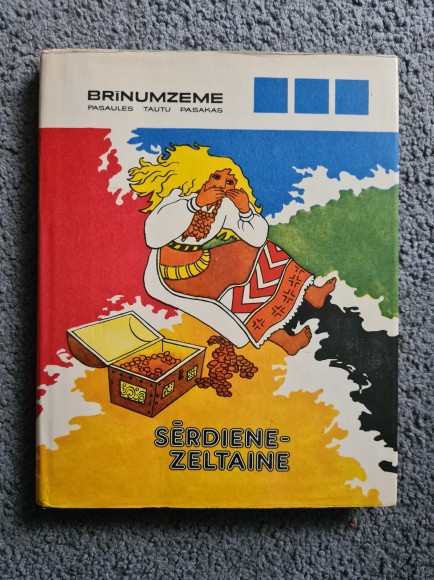 BRĪNUMZEME
PASAULES TAUTU PASAKAS
SĒRDIENE-
ZELTAINE